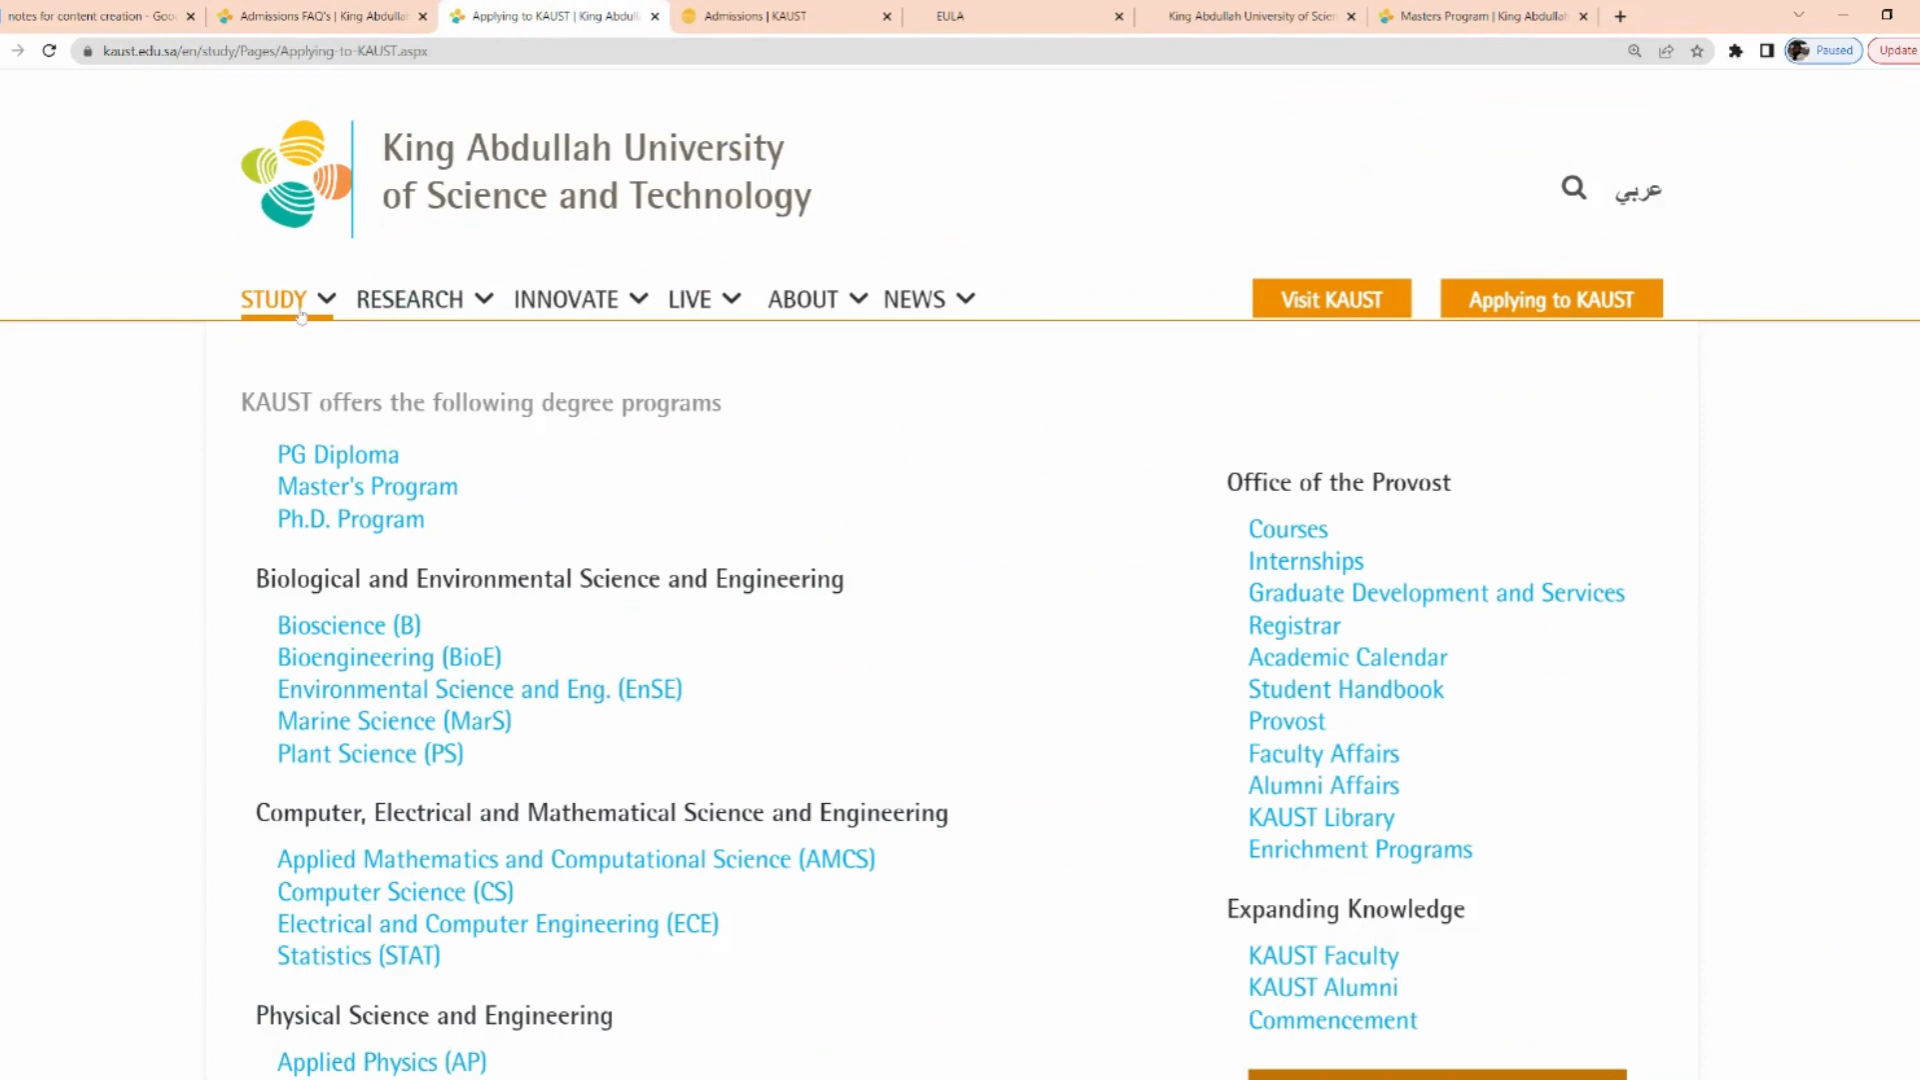 notes for content creation - Goo
Admissions FAQ's | King Abdullah
Applying to KAUST | King Abdull
Admissions | KAUST
EULA
King Abdullah University of Scien
Masters Program | King Abdullah
kaust.edu.sa/en/study/Pages/Applying-to-KAUST.aspx
Paused
Update
King Abdullah University
of Science and Technology
عربي
STUDY
RESEARCH
INNOVATE
LIVE
ABOUT
NEWS
Visit KAUST
Applying to KAUST
KAUST offers the following degree programs
PG Diploma
Master's Program
Ph.D. Program
Biological and Environmental Science and Engineering
Bioscience (B)
Bioengineering (BioE)
Environmental Science and Eng. (EnSE)
Marine Science (MarS)
Plant Science (PS)
Computer, Electrical and Mathematical Science and Engineering
Applied Mathematics and Computational Science (AMCS)
Computer Science (CS)
Electrical and Computer Engineering (ECE)
Statistics (STAT)
Physical Science and Engineering
Applied Physics (AP)
Office of the Provost
Courses
Internships
Graduate Development and Services
Registrar
Academic Calendar
Student Handbook
Provost
Faculty Affairs
Alumni Affairs
KAUST Library
Enrichment Programs
Expanding Knowledge
KAUST Faculty
KAUST Alumni
Commencement